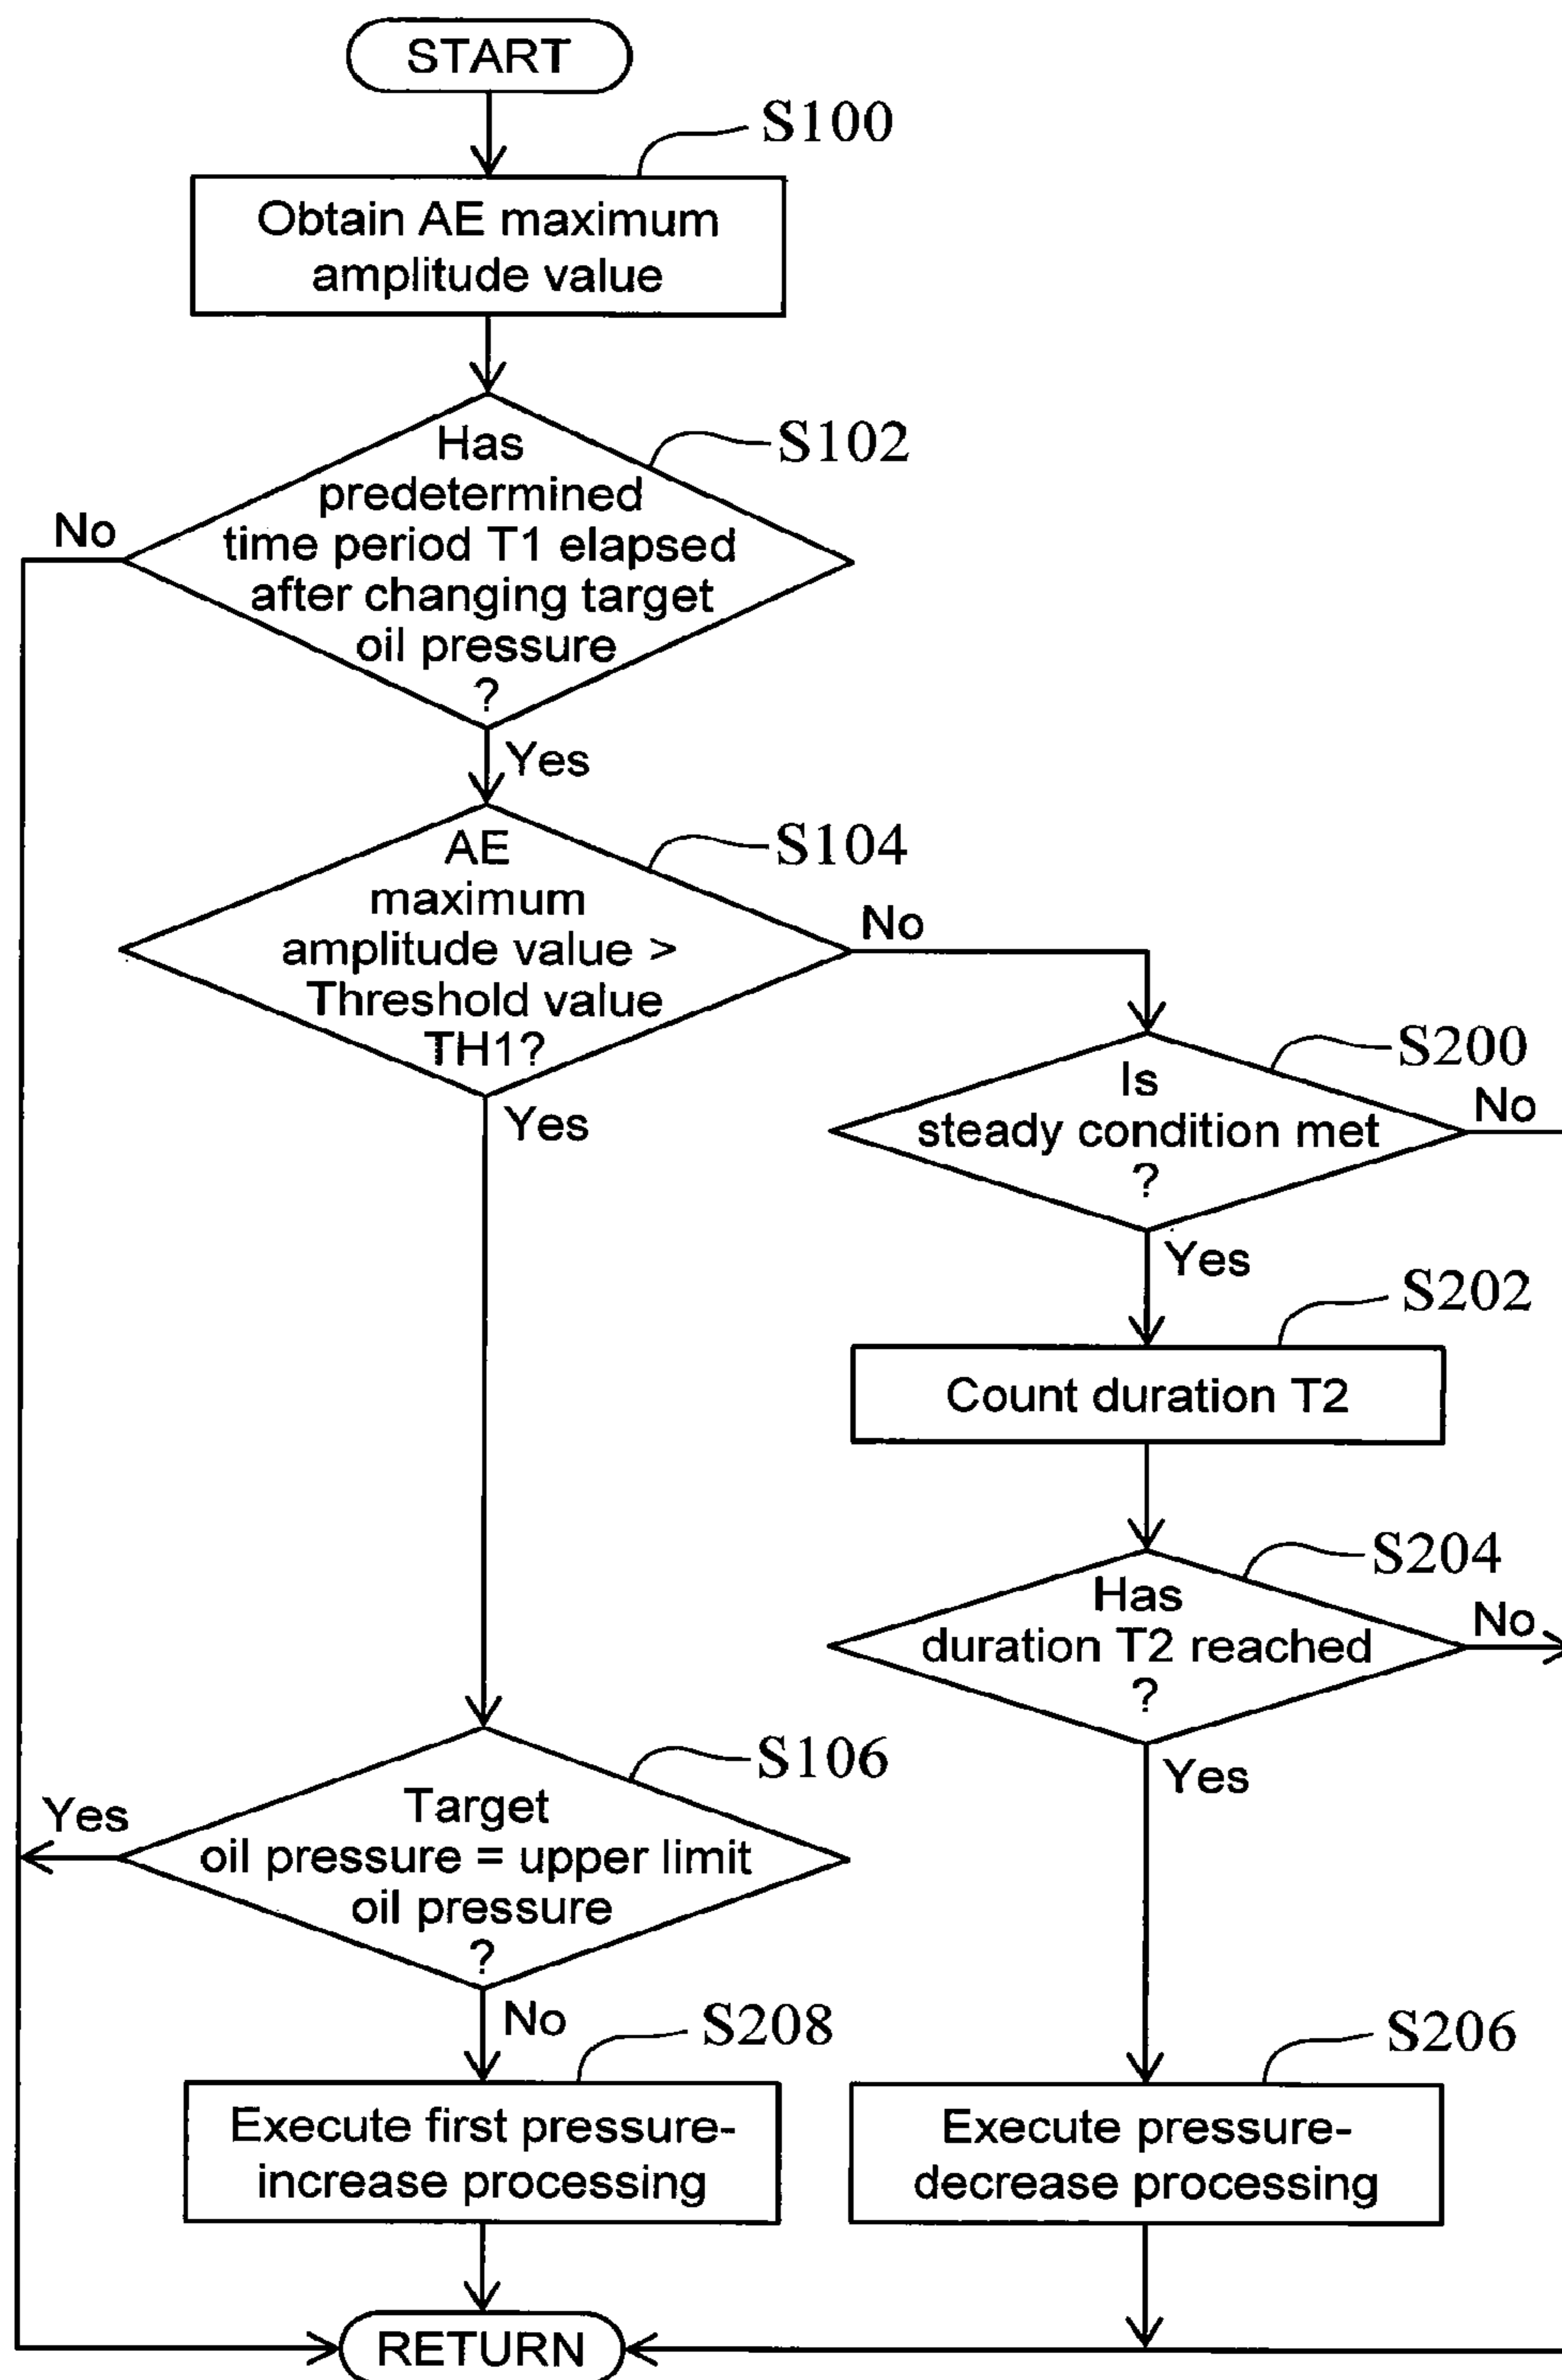 START
S100
Obtain AE maximum
amplitude value
S102
Has
predetermined
time period T1 elapsed
after changing target
oil pressure
?
No
Yes
S104
AE
maximum
amplitude value >
Threshold value
TH1?
No
Yes
S200
Is
steady condition met
?
No
Yes
S202
Count duration T2
S204
Has
duration T2 reached
?
No
Yes
S106
Target
oil pressure = upper limit
oil pressure
?
Yes
No
S208
Execute first pressure-
increase processing
S206
Execute pressure-
decrease processing
RETURN